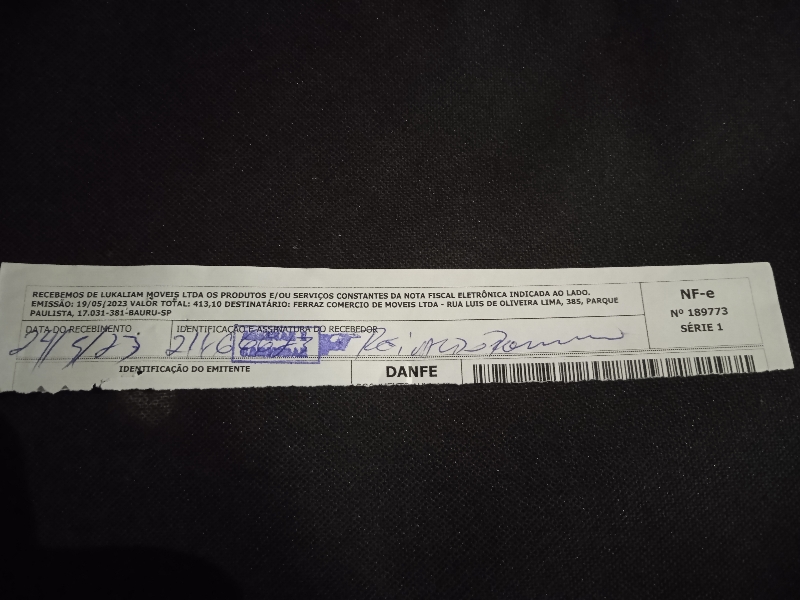 RECEBEMOS DE LUKALIAM MOVEIS LTDA OS PRODUTOS E/OU SERVIÇOS CONSTANTES DA NOTA FISCAL ELETRÔNICA INDICADA AO LADO.
EMISSÃO: 19/05/2023 VALOR TOTAL: 413,10 DESTINATÁRIO: FERRAZ COMERCIO DE MOVEIS LTDA - RUA LUIS DE OLIVEIRA LIMA, 385, PARQUE
PAULISTA, 17.031-381-BAURU-SP
NF-e
Nº 189773
SÉRIE 1
DATA DO RECEBIMENTO
IDENTIFICAÇÃO E ASSINATURA DO RECEBEDOR
24/5/23
IDENTIFICAÇÃO DO EMITENTE
DANFE